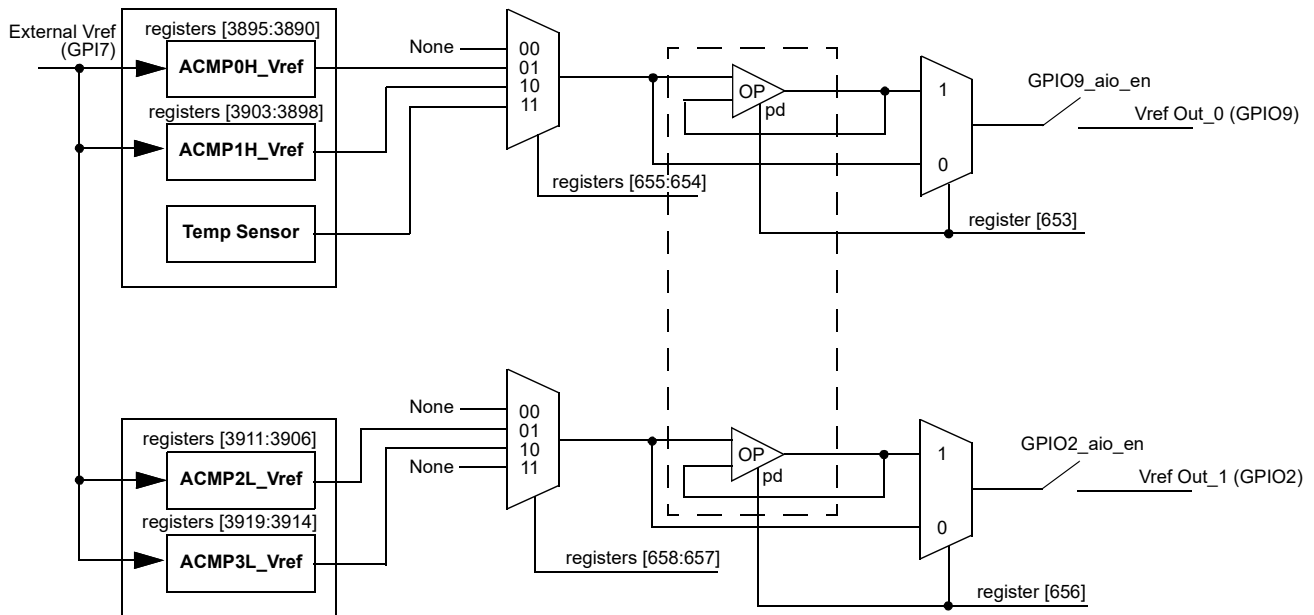 External Vref
(GPI7)
registers [3895:3890]
ACMP0H_Vref
registers [3903:3898]
ACMP1H_Vref
Temp Sensor
None
00
01
10
11
registers [655:654]
OP
pd
1
0
register [653]
GPIO9_aio_en
Vref Out_0 (GPIO9)
registers [3911:3906]
ACMP2L_Vref
registers [3919:3914]
ACMP3L_Vref
None
None
00
01
10
11
registers [658:657]
OP
pd
1
0
register [656]
GPIO2_aio_en
Vref Out_1 (GPIO2)